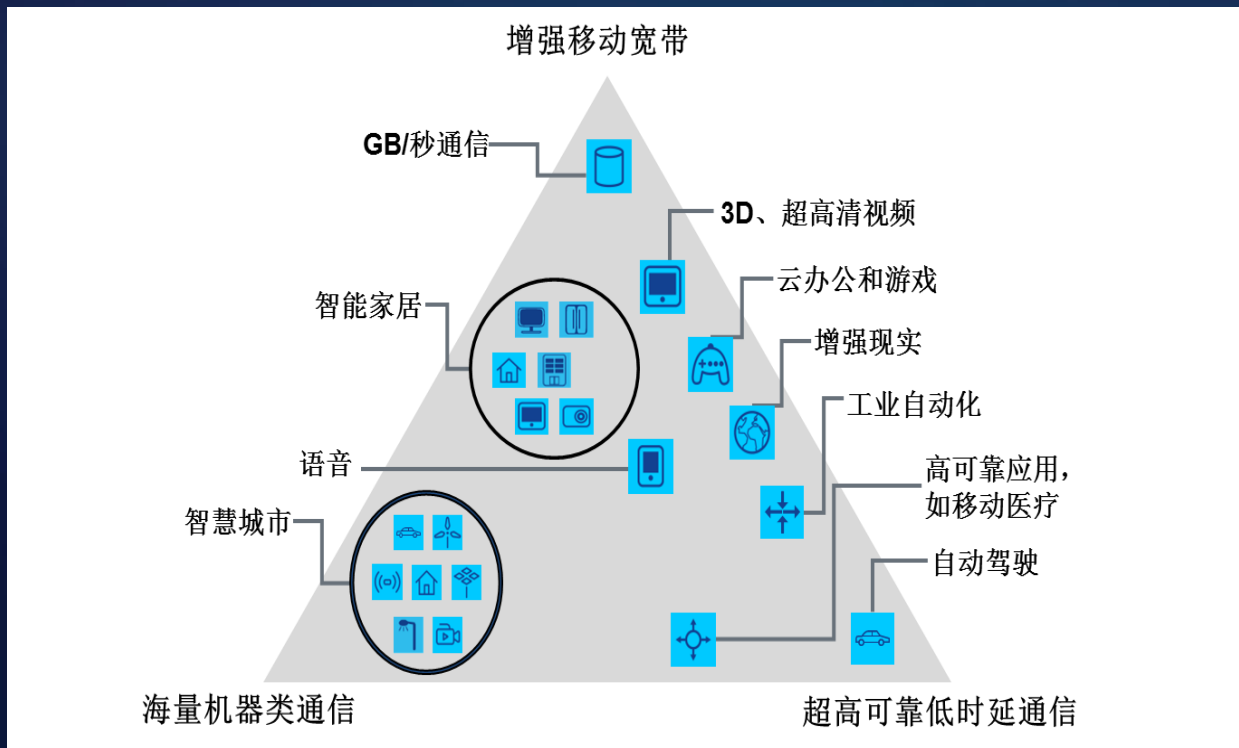 增强移动宽带
GB/秒通信
3D、超高清视频
云办公和游戏
智能家居
增强现实
工业自动化
语音
高可靠应用，
如移动医疗
智慧城市
自动驾驶
海量机器类通信
超高可靠低时延通信